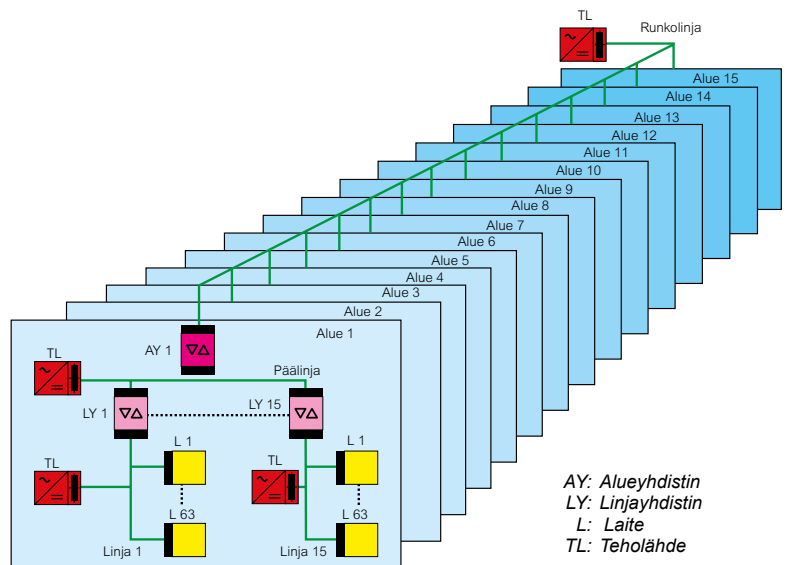 TL
Runkolinja
Alue 15
Alue 14
Alue 13
Alue 12
Alue 11
Alue 10
Alue 9
Alue 8
Alue 7
Alue 6
Alue 5
Alue 4
Alue 3
Alue 2
Alue 1
AY 1
TL
Päälinja
LY 1
LY 15
L 1
L 1
TL
TL
L 63
L 63
Linja 1
Linja 15
AY: Alueyhdistin
LY: Linjayhdistin
L: Laite
TL: Teholähde